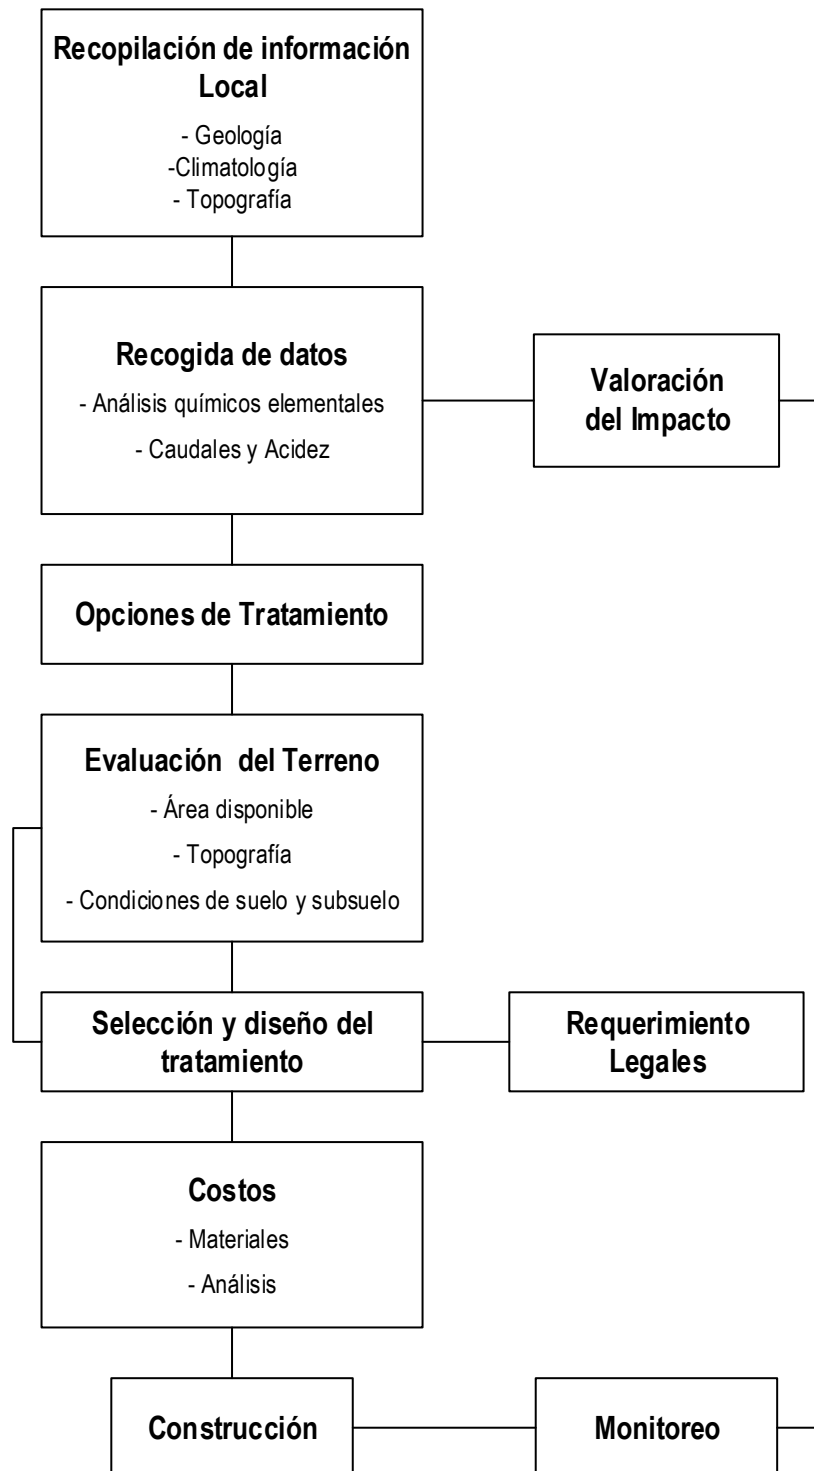 Recopilación de información
Local
- Geología
-Climatología
- Topografía
Recogida de datos
- Análisis químicos elementales
- Caudales y Acidez
Valoración
del Impacto
Opciones de Tratamiento
Evaluación del Terreno
- Área disponible
- Topografía
- Condiciones de suelo y subsuelo
Selección y diseño del
tratamiento
Requerimiento
Legales
Costos
- Materiales
- Análisis
Construcción
Monitoreo